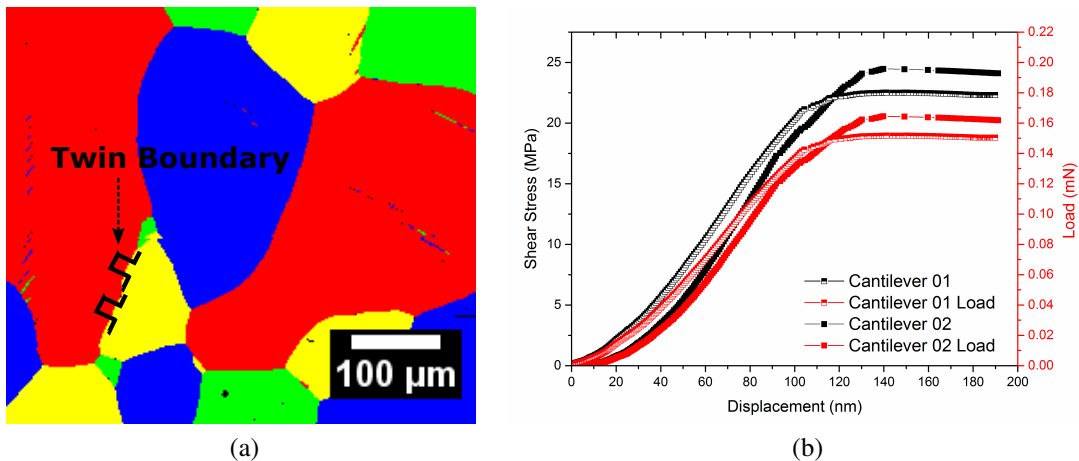 Twin Boundary
100 µm
(a)
Shear Stress (MPa)
25
20
15
10
5
0
0.22
0.20
0.18
0.16
0.14
0.12
0.10
0.08
0.06
0.04
0.02
0.00
Load (mN)
Cantilever 01
Cantilever 01 Load
Cantilever 02
Cantilever 02 Load
0 20 40 60 80 100 120 140 160 180 200
Displacement (nm)
(b)